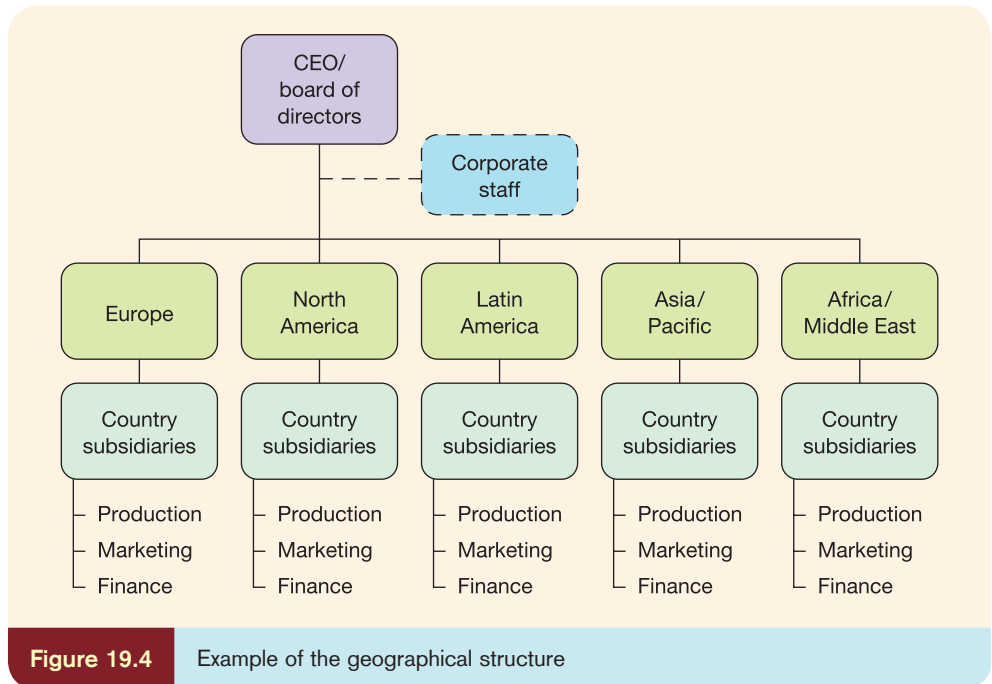 CEO/
board of
directors
Corporate
staff
Europe
North
America
Latin
America
Asia/
Pacific
Africa/
Middle East
Country
subsidiaries
Country
subsidiaries
Country
subsidiaries
Country
subsidiaries
Country
subsidiaries
Production
Marketing
Finance
Production
Marketing
Finance
Production
Marketing
Finance
Production
Marketing
Finance
Production
Marketing
Finance
Figure 19.4
Example of the geographical structure